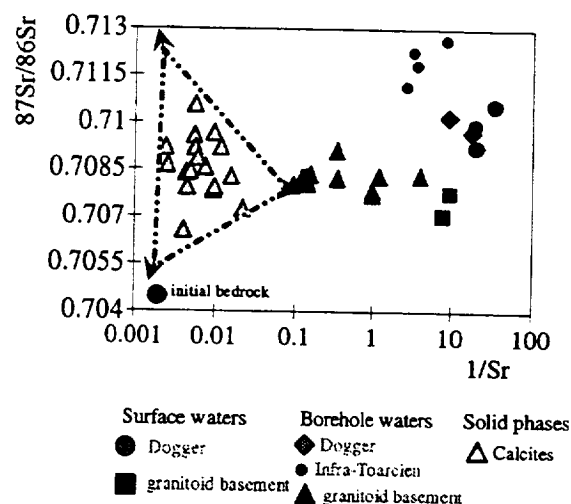 87Sr/86Sr
0.713
0.7115
0.71
0.7085
0.707
0.7055
0.704
initial bedrock
0.001 0.01 0.1 1 10 100
1/Sr
Surface waters Borehole waters Solid phases
Dogger Dogger Calcites
Infra-Toarcien
granitoid basement granitoid basement